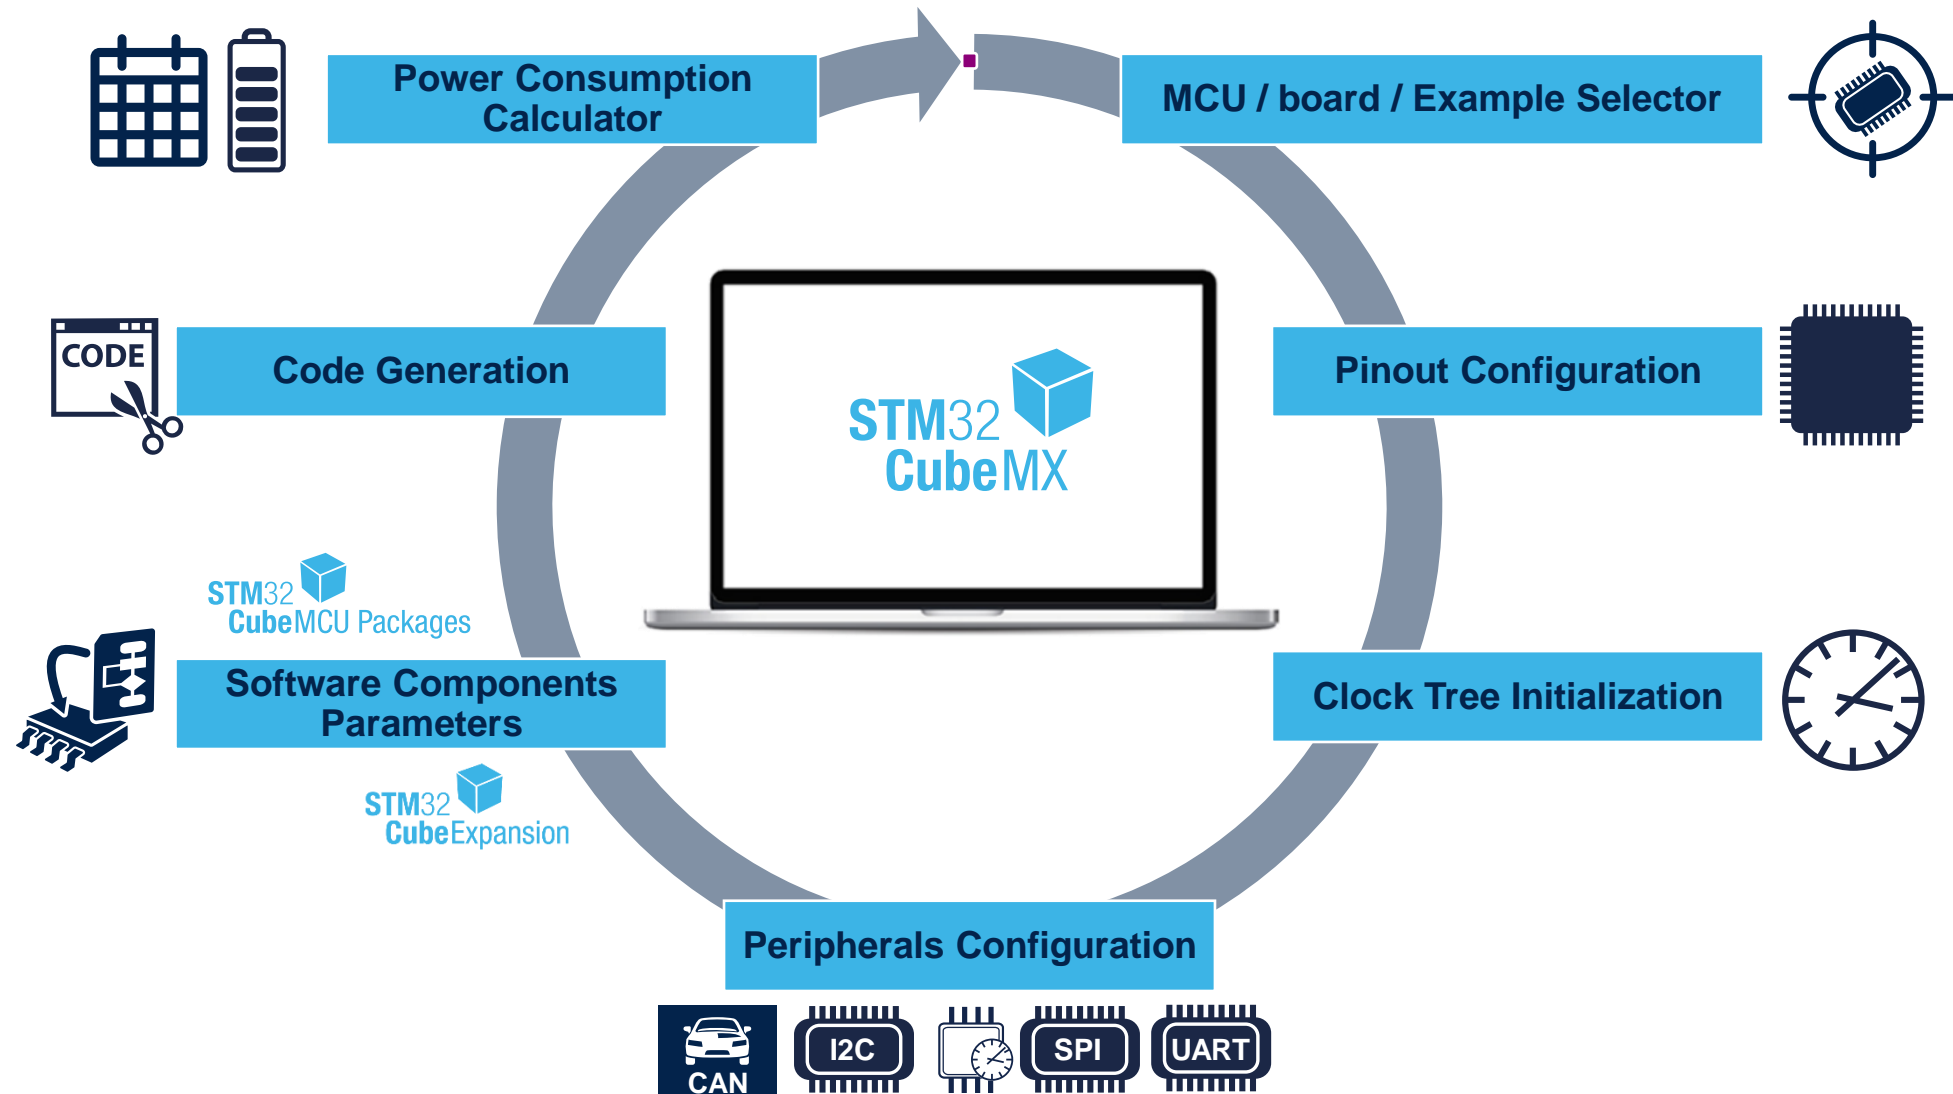 Power Consumption
Calculator
MCU / board / Example Selector
CODE
Code Generation
STM32
CubeMX
Pinout Configuration
STM32
CubeMCU Packages
Software Components
Parameters
Clock Tree Initialization
STM32
CubeExpansion
Peripherals Configuration
CAN
I2C
SPI
UART